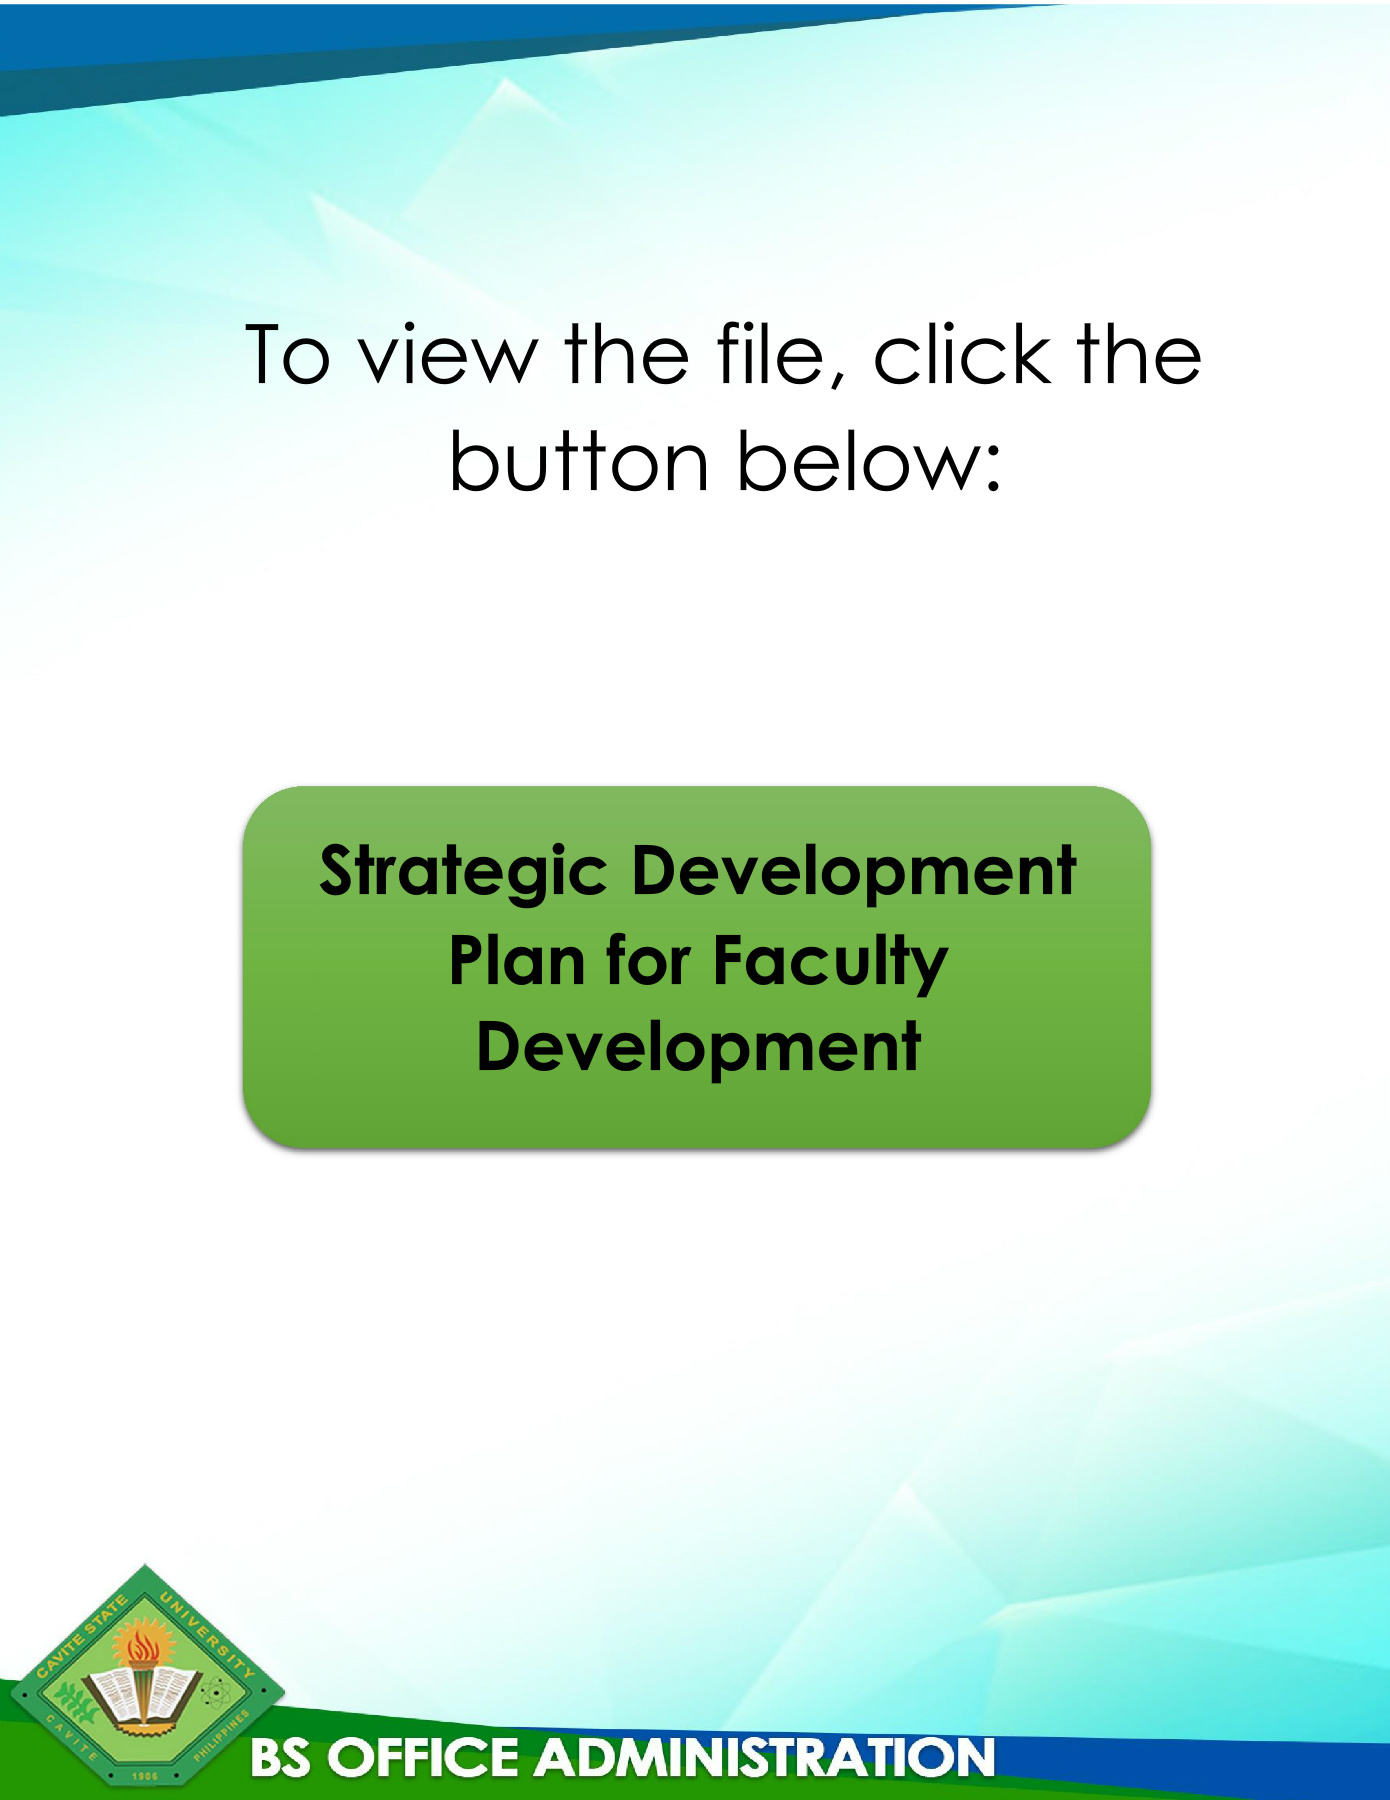 To view the file, click the
button below:
Strategic Development
Plan for Faculty
Development
CAVITE STATE UNIVERSITY
CAVITE
PHILIPPINES
1906
BS OFFICE ADMINISTRATION